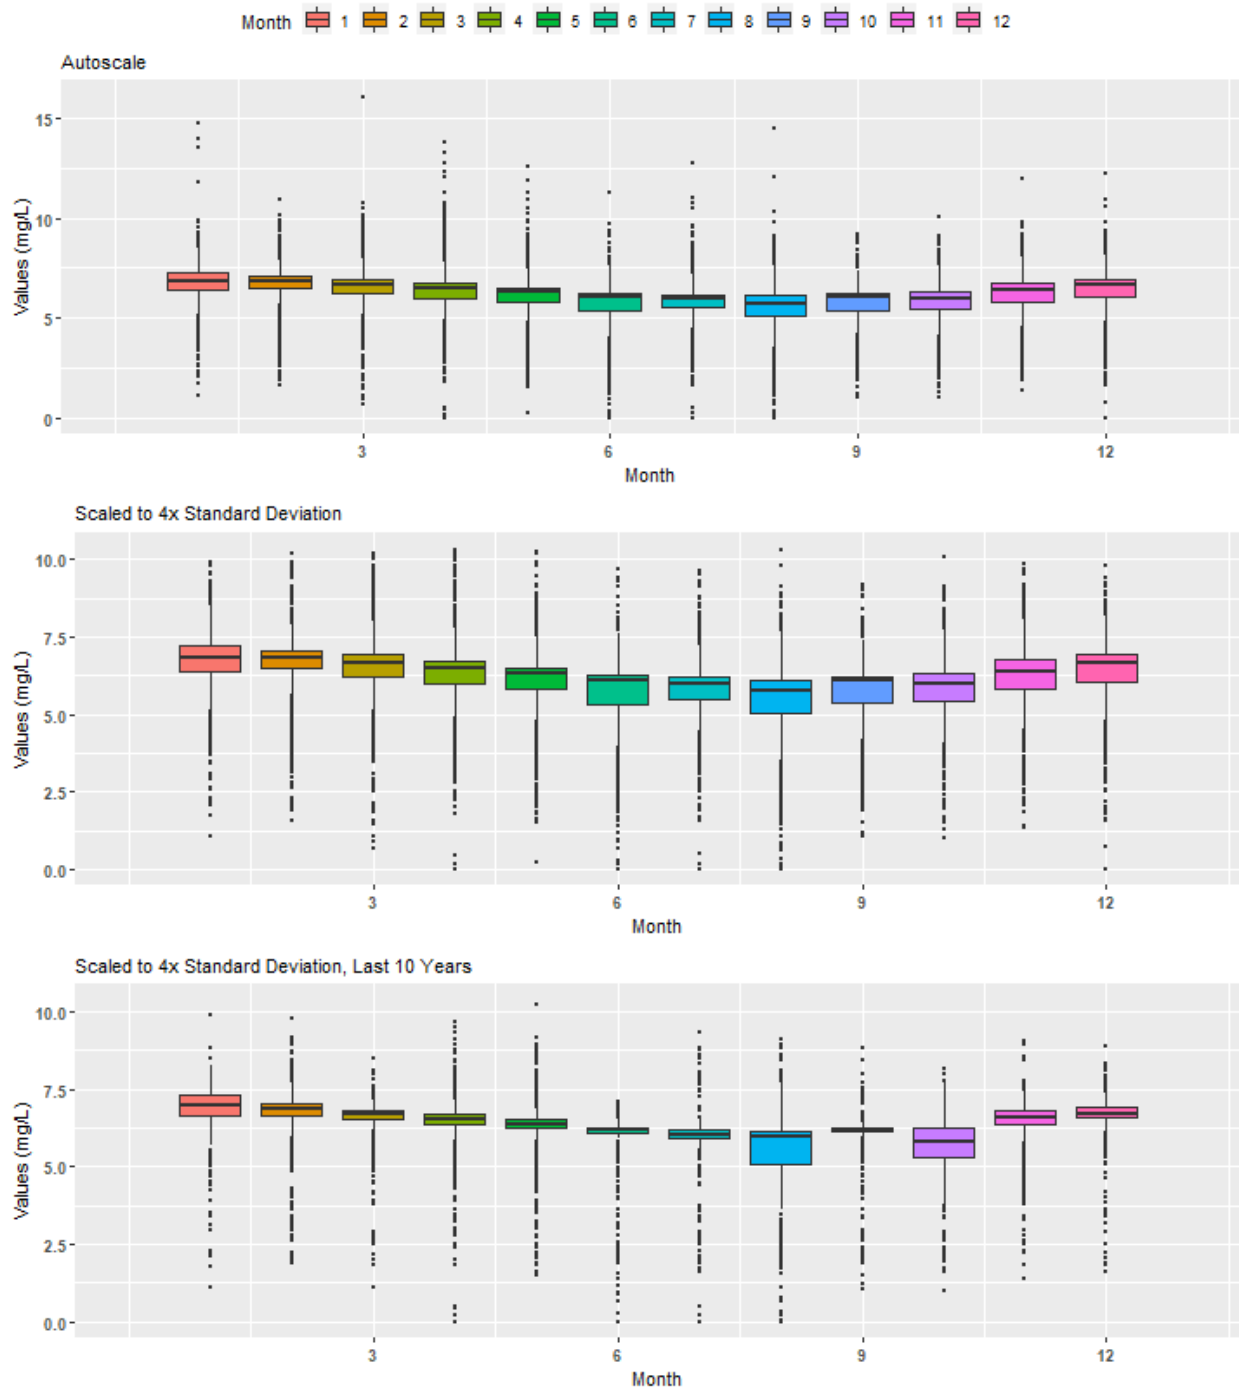 Month 1 2 3 4 5 6 7 8 9 10 11 12
Autoscale
Values (mg/L)
15
10
5
0
3 6 9 12
Month
Scaled to 4x Standard Deviation
Values (mg/L)
10.0
7.5
5.0
2.5
0.0
3 6 9 12
Month
Scaled to 4x Standard Deviation, Last 10 Years
Values (mg/L)
10.0
7.5
5.0
2.5
0.0
3 6 9 12
Month